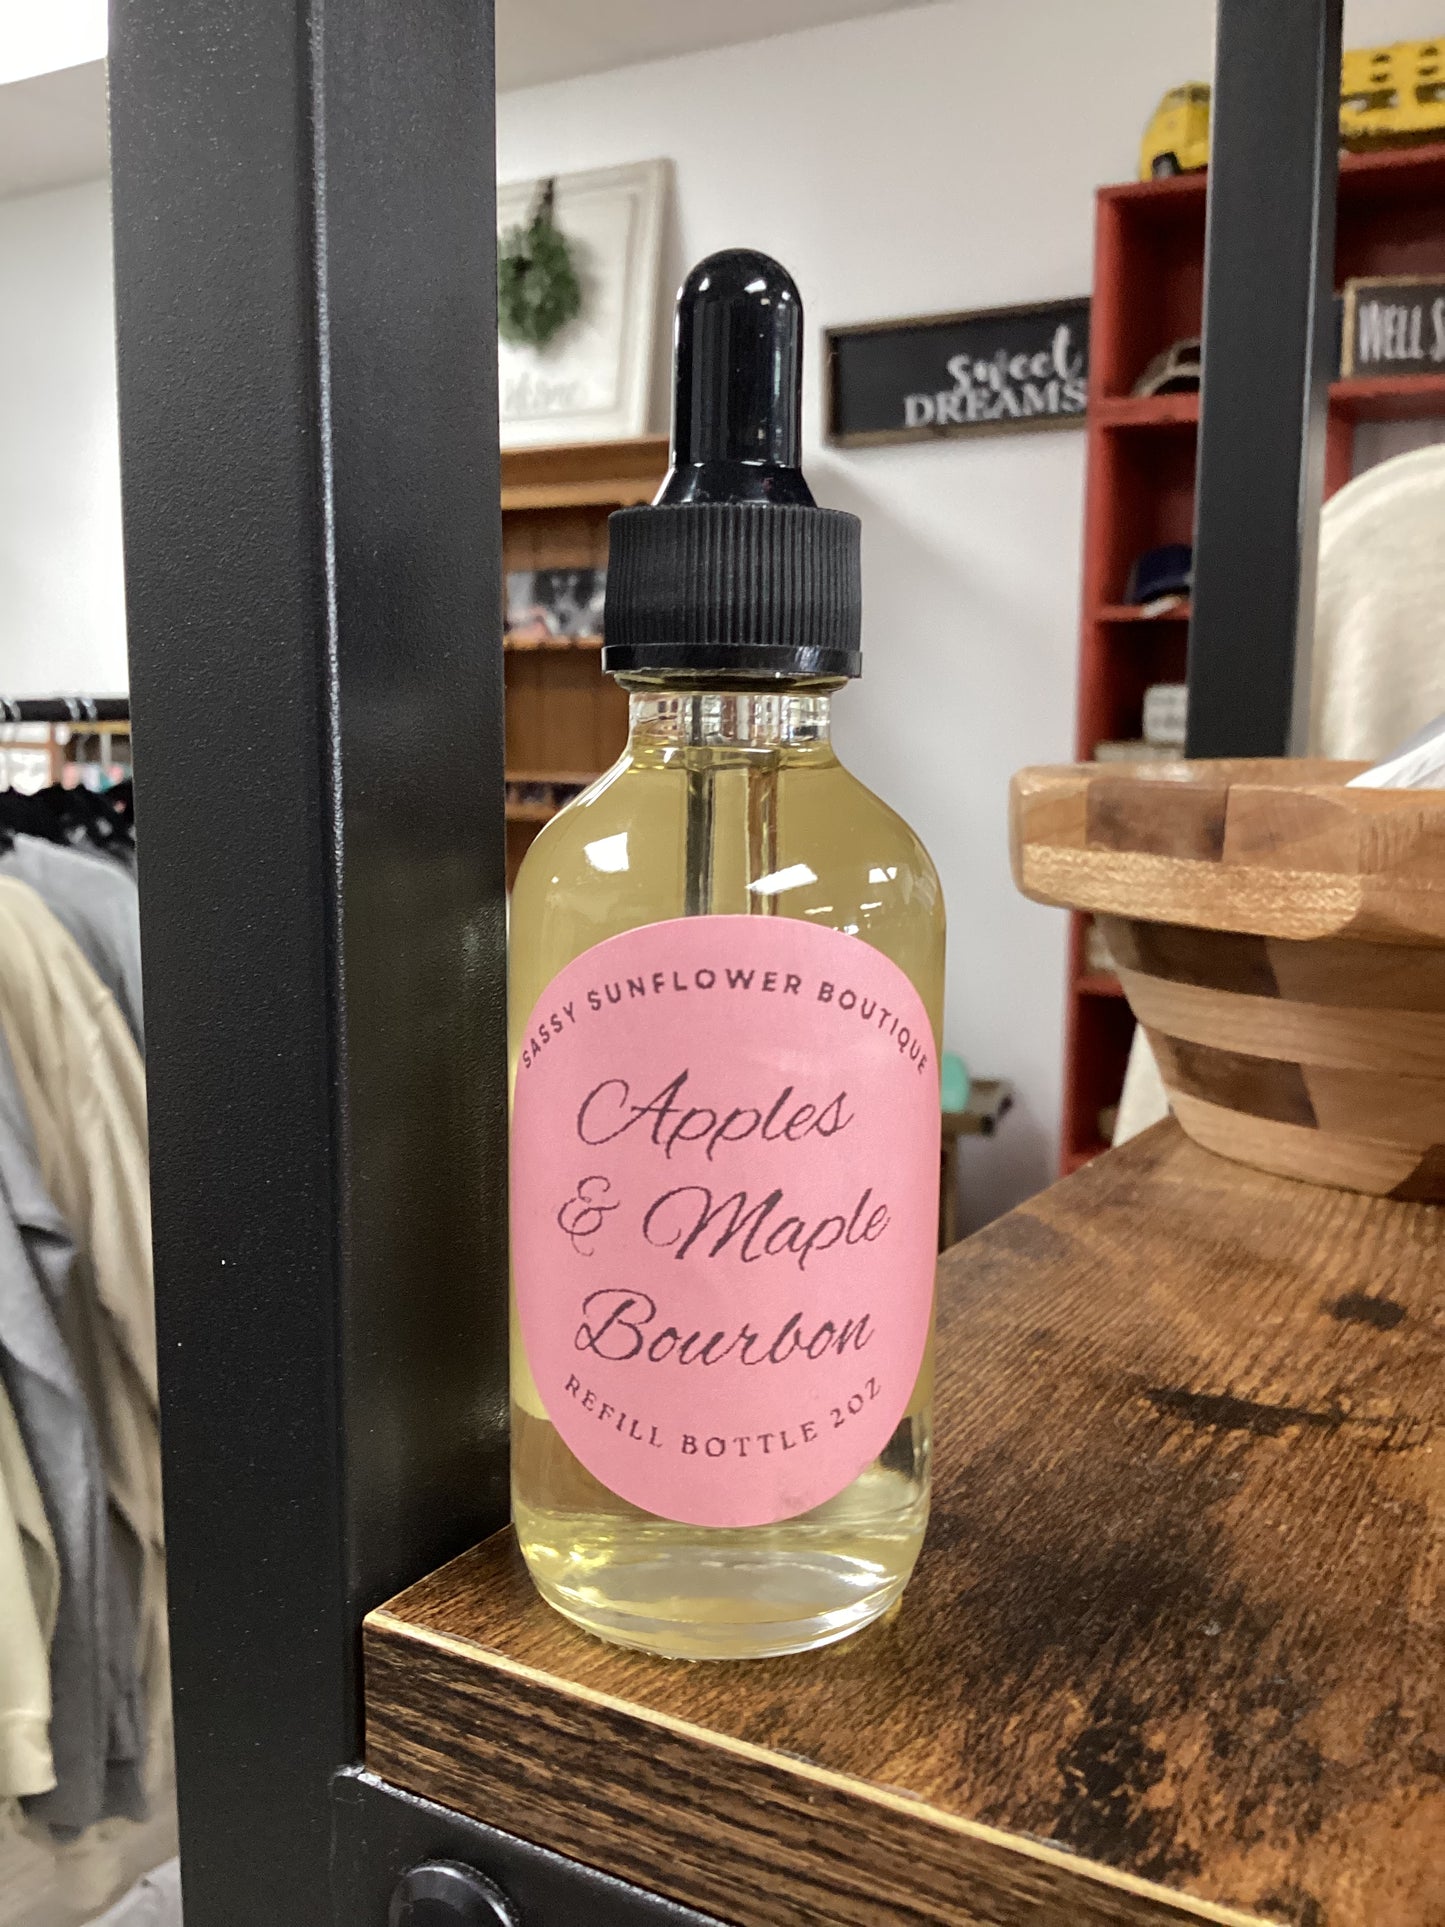 sweet
DREAMS
WELL S
SASSY SUNFLOWER BOUTIQUE
Apples
& Maple
Bourbon
REFILL BOTTLE 2OZ